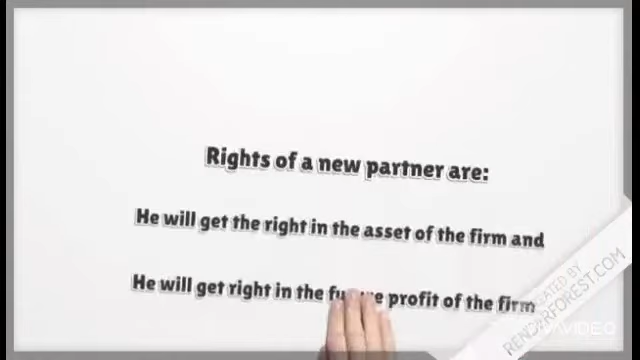 Rights of a new partner are:
He will get the right in the asset of the firm and
He will get right in the future profit of the firm
CREATED BY
RENDERFOREST.COM